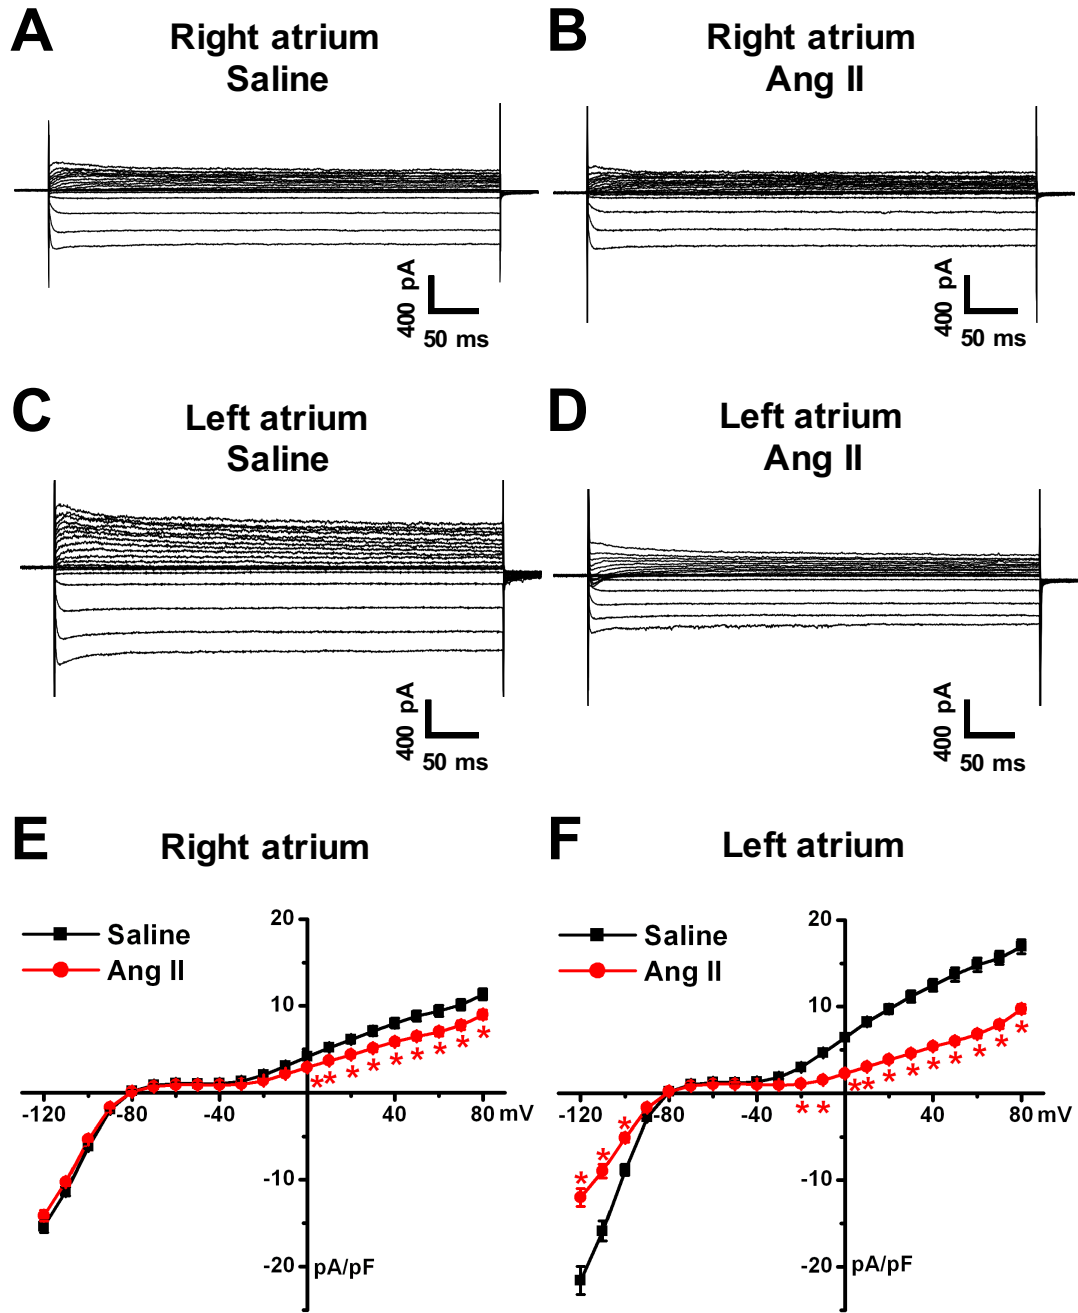 A
Right atrium
Saline
B
Right atrium
Ang II
400 pA
50 ms
400 pA
50 ms
C
Left atrium
Saline
D
Left atrium
Ang II
400 pA
50 ms
400 pA
50 ms
E
Right atrium
Saline
Ang II
20
10
* * * * * * * * *
-120 -80 40 80 mV
-10
-20 pA/pF
F
Left atrium
Saline
Ang II
20
10
* * * * * * * * *
-120 -80 40 80 mV
* *
* * *
-10
-20 pA/pF